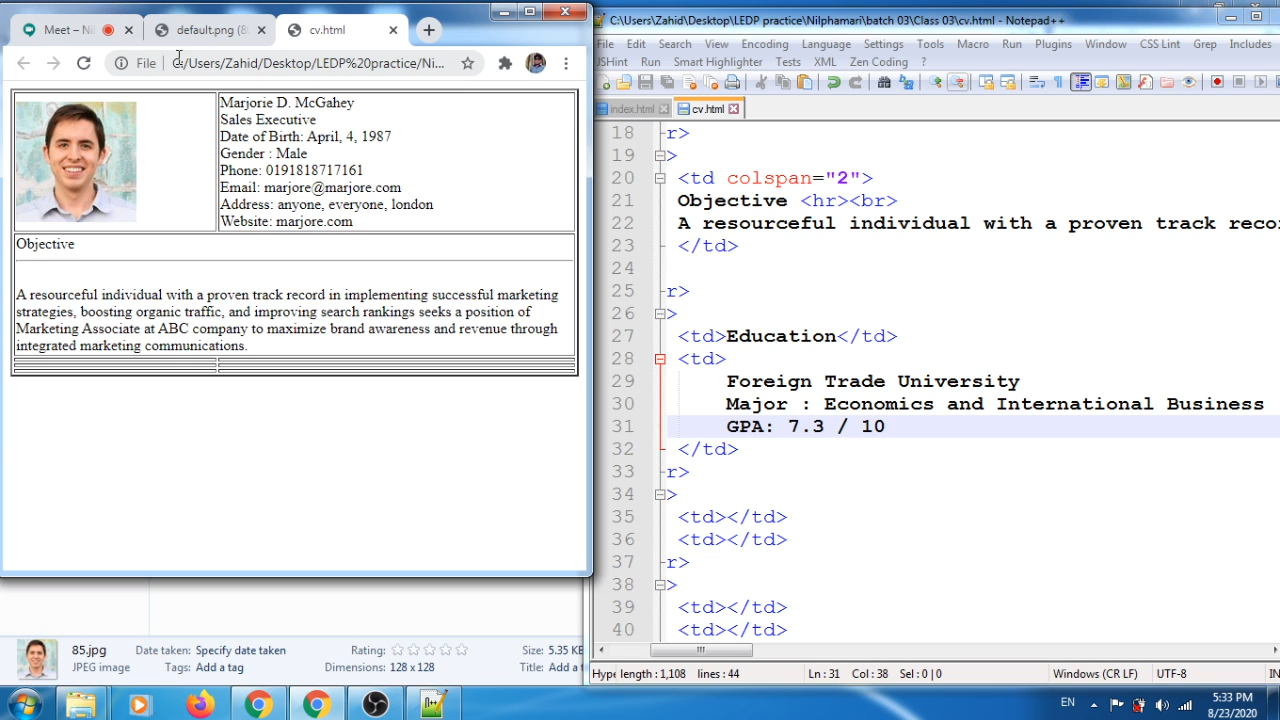 Meet – Ni
default.png (8
cv.html
File
C:/Users/Zahid/Desktop/LEDP%20practice/Ni...
Marjorie D. McGahey
Sales Executive
Date of Birth: April, 4, 1987
Gender : Male
Phone: 0191818717161
Email: marjore@marjore.com
Address: anyone, everyone, london
Website: marjore.com
Objective
A resourceful individual with a proven track record in implementing successful marketing
strategies, boosting organic traffic, and improving search rankings seeks a position of
Marketing Associate at ABC company to maximize brand awareness and revenue through
integrated marketing communications.
C:\Users\Zahid\Desktop\LEDP practice\Nilphamari\batch 03\Class 03\cv.html - Notepad++
File Edit Search View Encoding Language Settings Tools Macro Run Plugins Window CSS Lint Grep Includes
JSHint Run Smart Highlighter Tests XML Zen Coding
index.html cv.html
18 r>
19 >
20 <td colspan="2">
21 Objective <hr><br>
22 A resourceful individual with a proven track reco
23 </td>
24
25 r>
26 >
27 <td>Education</td>
28 <td>
29 Foreign Trade University
30 Major : Economics and International Business
31 GPA: 7.3 / 10
32 </td>
33 r>
34 >
35 <td></td>
36 <td></td>
37 r>
38 >
39 <td></td>
40 <td></td>
85.jpg Date taken: Specify date taken Rating: Size: 5.35 KB
JPEG image Tags: Add a tag Dimensions: 128 x 128 Title: Add a
Hype length : 1,108 lines : 44 Ln : 31 Col : 38 Sel : 0 | 0 Windows (CR LF) UTF-8 IN
EN
5:33 PM
8/23/2020